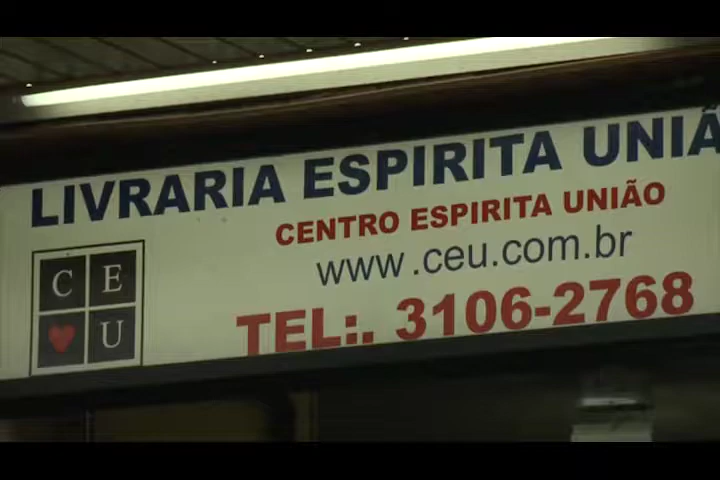 LIVRARIA ESPIRITA UNIÃ
CENTRO ESPIRITA UNIÃO
www.ceu.com.br
TEL:. 3106-2768
C E
U